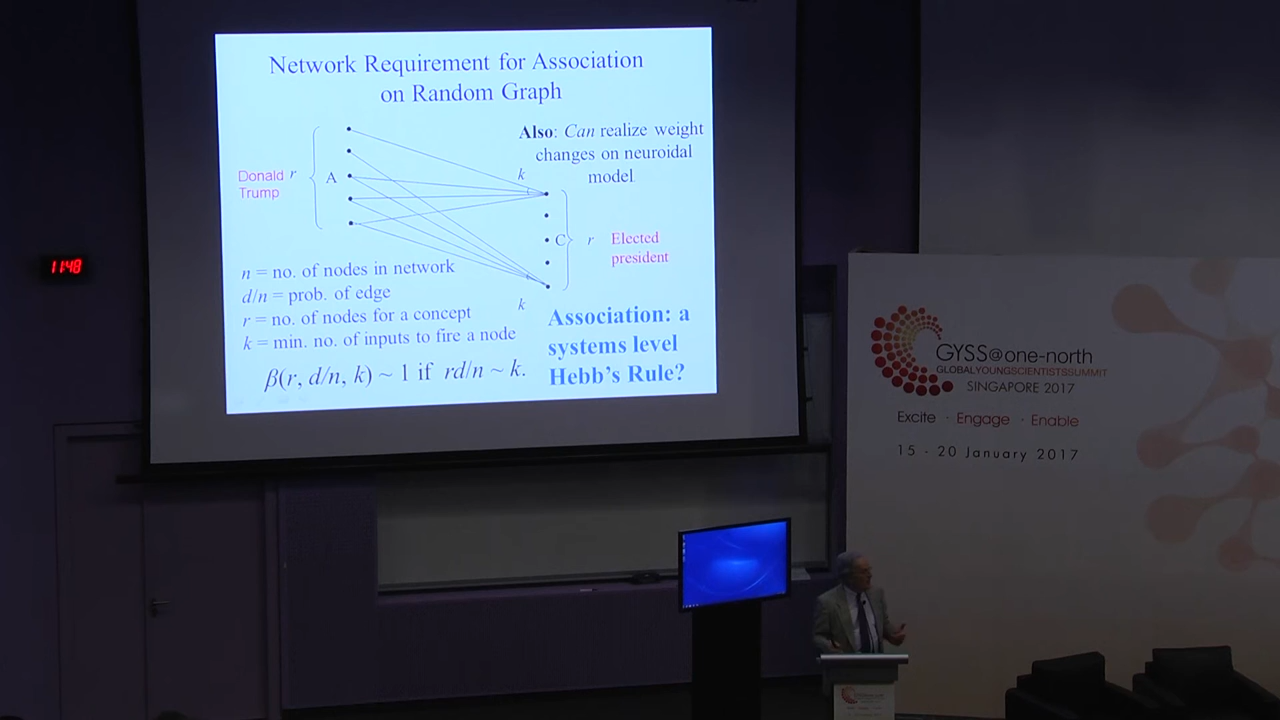 Network Requirement for Association
on Random Graph
Also: Can realize weight
changes on neuroidal
model
Donald r
Trump
A
k
C
r
Elected
president
n = no. of nodes in network
d/n = prob. of edge
r = no. of nodes for a concept
k = min. no. of inputs to fire a node
k
β(r, d/n, k) ~ 1 if rd/n ~ k.
Association: a
systems level
Hebb's Rule?
11:48
GYSS@one-north
GLOBALYOUNGSCIENTISTSSUMMIT
SINGAPORE 2017
Excite · Engage · Enable
15 - 20 January 2017